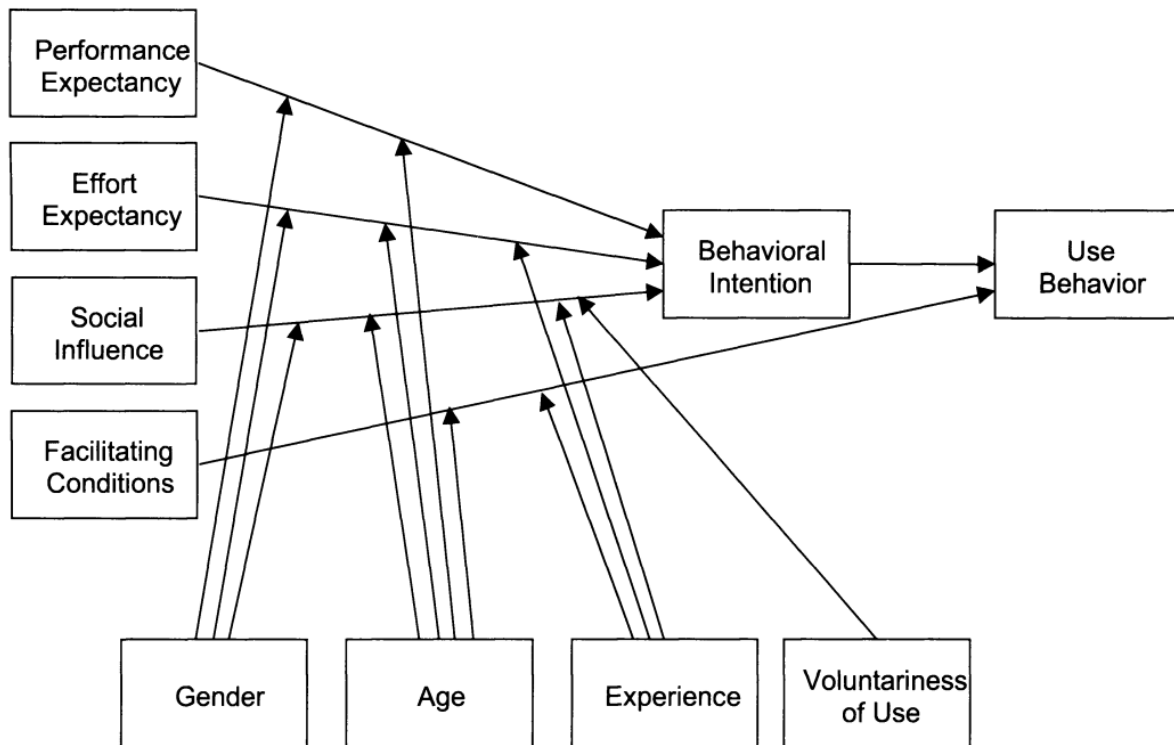 Performance
Expectancy
Effort
Expectancy
Social
Influence
Facilitating
Conditions
Behavioral
Intention
Use
Behavior
Gender
Age
Experience
Voluntariness
of Use